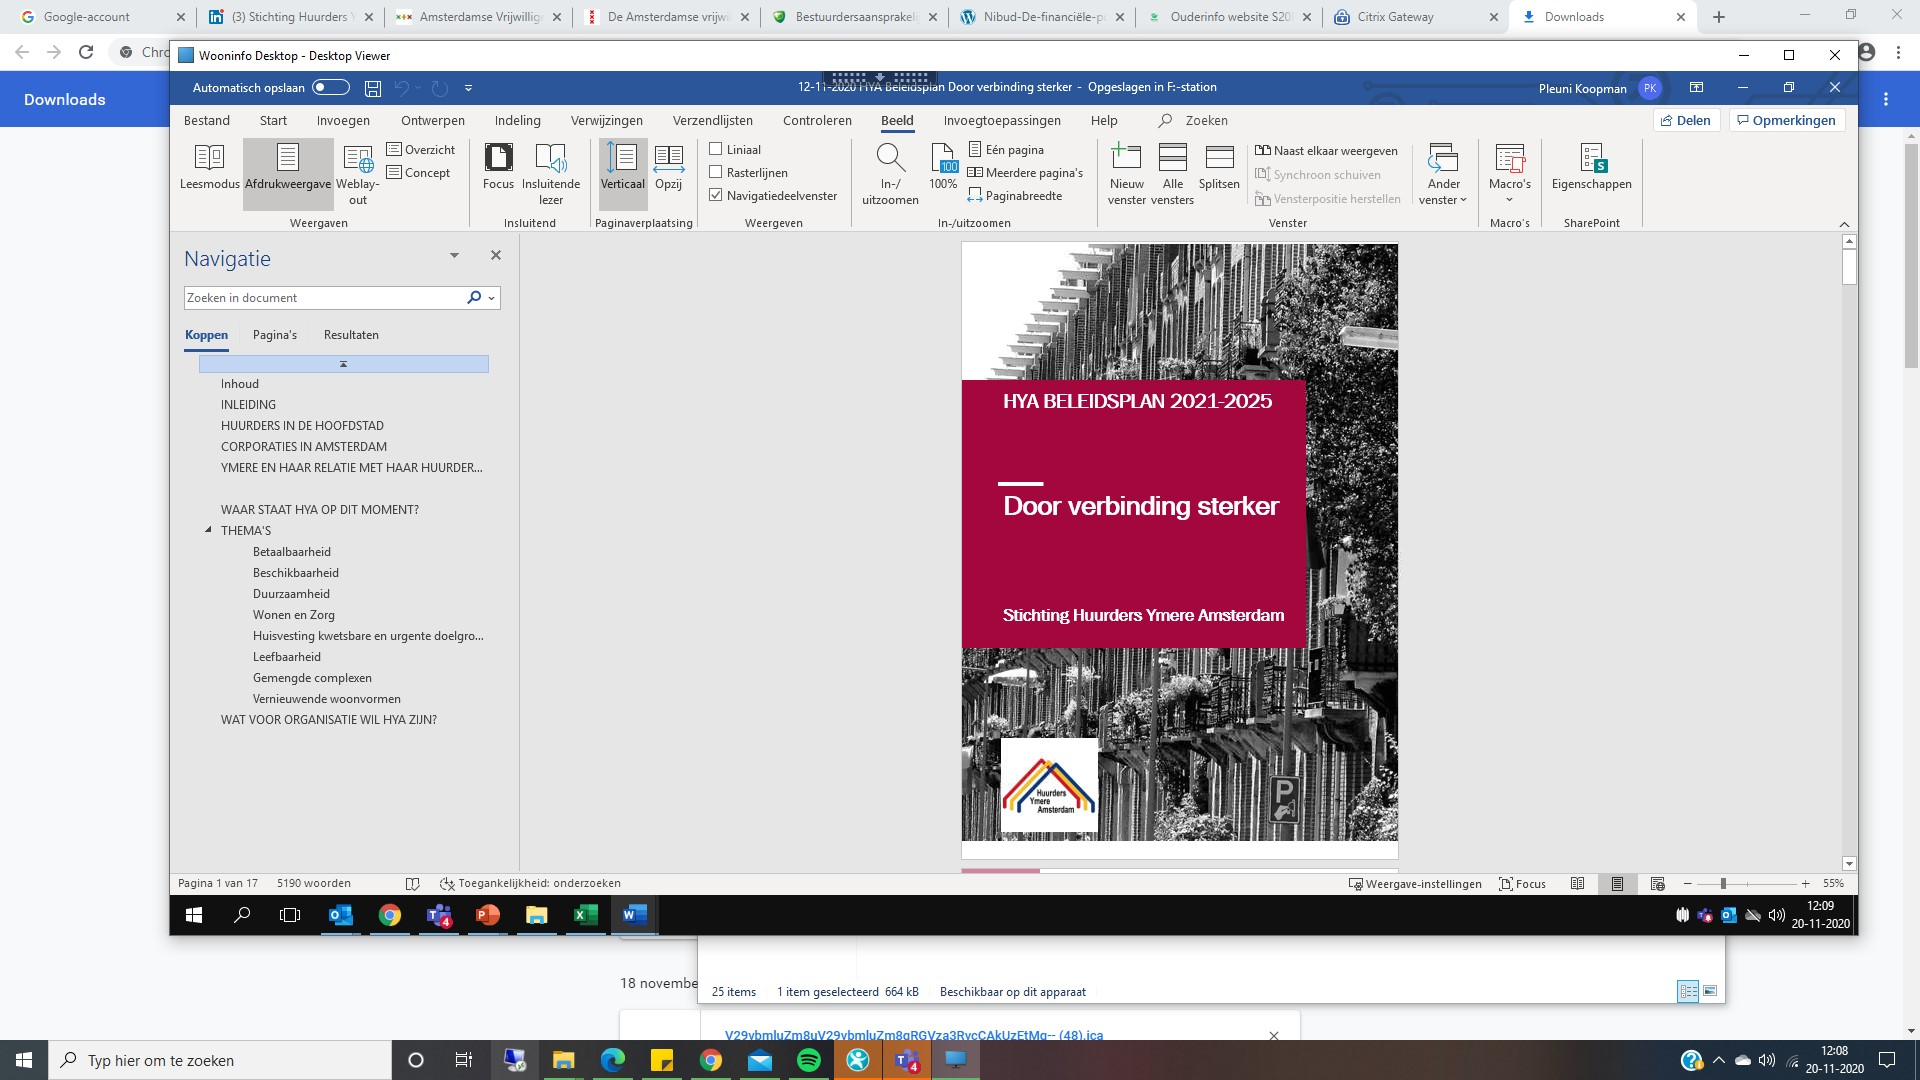 Google-account
(3) Stichting Huurders Y
Amsterdamse Vrijwillig
De Amsterdamse vrijwi
Bestuurdersaansprakeli
Nibud-De-financiële-p
Ouderinfo website S20
Citrix Gateway
Downloads
Chro
Downloads
Wooninfo Desktop - Desktop Viewer
Automatisch opslaan
12-11-2020 HYA Beleidsplan Door verbinding sterker - Opgeslagen in F:-station
Pleuni Koopman
PK
Bestand
Start
Invoegen
Ontwerpen
Indeling
Verwijzingen
Verzendlijsten
Controleren
Beeld
Invoegtoepassingen
Help
Zoeken
Delen
Opmerkingen
Leesmodus
Afdrukweergave
Weblay-
out
Overzicht
Concept
Weergaven
Focus
Insluitende
lezer
Insluitend
Verticaal
Opzij
Paginaverplaatsing
Liniaal
Rasterlijnen
Navigatiedeelvenster
Weergeven
In-/
uitzoomen
100
100%
Eén pagina
Meerdere pagina's
Paginabreedte
In-/uitzoomen
Nieuw
venster
Alle
vensters
Splitsen
Naast elkaar weergeven
Synchroon schuiven
Vensterpositie herstellen
Venster
Ander
venster
Macro's
Macro's
Eigenschappen
SharePoint
Navigatie
Zoeken in document
Koppen
Pagina's
Resultaten
Inhoud
INLEIDING
HUURDERS IN DE HOOFDSTAD
CORPORATIES IN AMSTERDAM
YMERE EN HAAR RELATIE MET HAAR HUURDER...
WAAR STAAT HYA OP DIT MOMENT?
THEMA'S
Betaalbaarheid
Beschikbaarheid
Duurzaamheid
Wonen en Zorg
Huisvesting kwetsbare en urgente doelgro...
Leefbaarheid
Gemengde complexen
Vernieuwende woonvormen
WAT VOOR ORGANISATIE WIL HYA ZIJN?
HYA BELEIDSPLAN 2021-2025
Door verbinding sterker
Stichting Huurders Ymere Amsterdam
Huurders
Ymere
Amsterdam
P
Pagina 1 van 17
5190 woorden
Toegankelijkheid: onderzoeken
Weergave-instellingen
Focus
55%
4
12:09
20-11-2020
18 novembe
25 items
1 item geselecteerd 664 kB
Beschikbaar op dit apparaat
Typ hier om te zoeken
4
12:08
20-11-2020